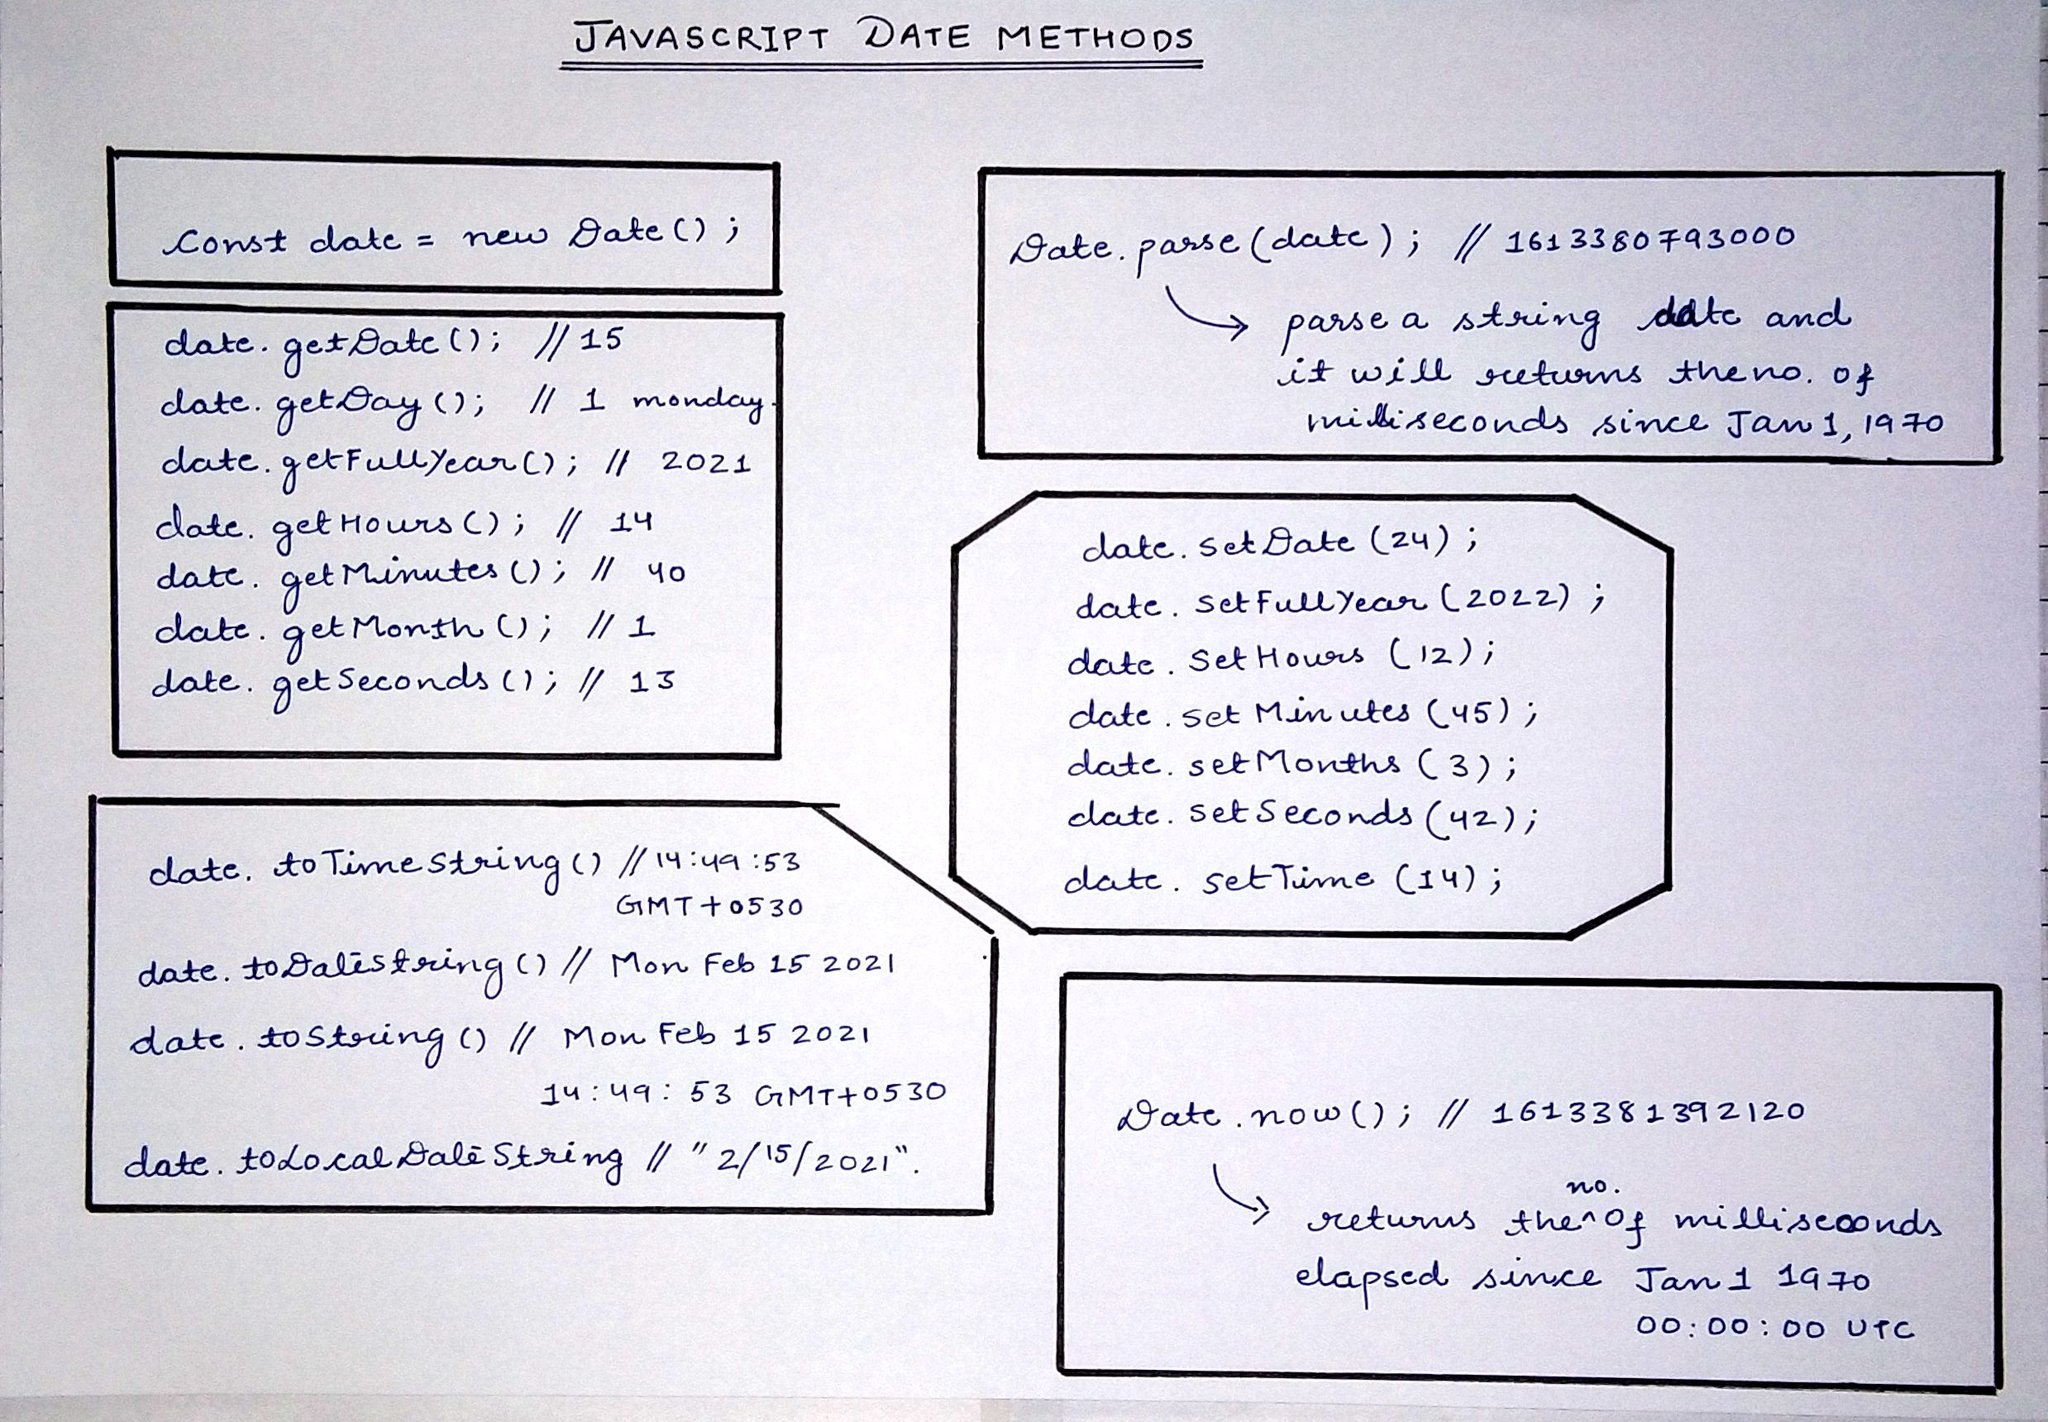 JAVASCRIPT DATE METHODS
Const date = new Date();
date.getDate(); // 15
date.getDay(); // 1 monday.
date.getFullYear(); // 2021
date.getHours(); // 14
date.getMinutes(); // 40
date.getMonth(); // 1
date.getSeconds(); // 13
date.toTimeString() // 14:49:53
GMT+0530
date.toDateString() // Mon Feb 15 2021
date.toString() // Mon Feb 15 2021
14:49:53 GMT+0530
date.toLocalDateString // "2/15/2021".
Date.parse(date); // 1613380793000
parse a string date and
it will returns the no. of
milliseconds since Jan 1, 1970
date.setDate(24);
date.setFullYear(2022);
date.setHours(12);
date.setMinutes(45);
date.setMonths(3);
date.setSeconds(42);
date.setTime(14);
Date.now(); // 1613381392120
returns the no. of milliseconds
elapsed since Jan 1 1970
00:00:00 UTC